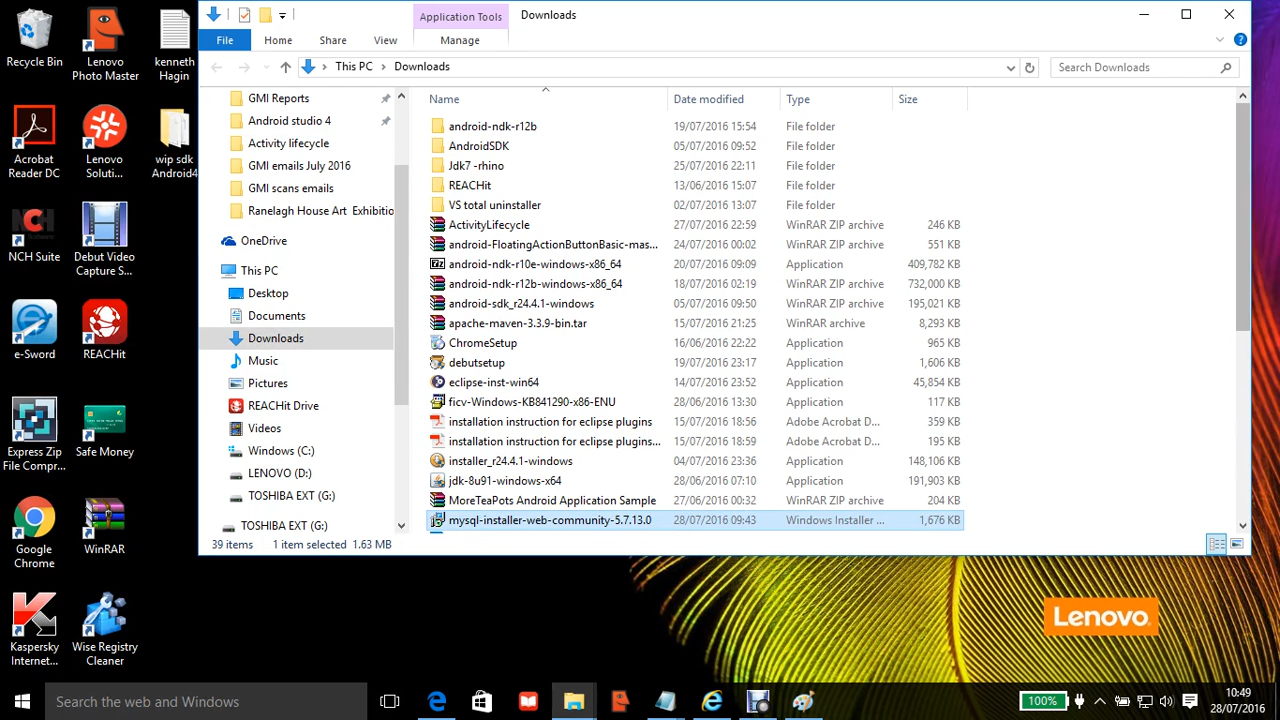 Application Tools
Downloads
File
Home
Share
View
Manage
This PC
Downloads
Search Downloads
Recycle Bin
Lenovo Photo Master
kenneth Hagin
Acrobat Reader DC
Lenovo Soluti...
wip sdk Android4
NCH Suite
Debut Video Capture S...
e-Sword
REACHit
Express Zip File Compr...
Safe Money
Google Chrome
WinRAR
Kaspersky Internet...
Wise Registry Cleaner
GMI Reports
Android studio 4
Activity lifecycle
GMI emails July 2016
GMI scans emails
Ranelagh House Art Exhibitio
OneDrive
This PC
Desktop
Documents
Downloads
Music
Pictures
REACHit Drive
Videos
Windows (C:)
LENOVO (D:)
TOSHIBA EXT (G:)
TOSHIBA EXT (G:)
Name Date modified Type Size
android-ndk-r12b 19/07/2016 15:54 File folder
AndroidSDK 05/07/2016 09:52 File folder
Jdk7 -rhino 25/07/2016 22:11 File folder
REACHit 13/06/2016 15:07 File folder
VS total uninstaller 02/07/2016 13:07 File folder
ActivityLifecycle 27/07/2016 22:59 WinRAR ZIP archive 246 KB
android-FloatingActionButtonBasic-mas... 24/07/2016 00:02 WinRAR ZIP archive 551 KB
android-ndk-r10e-windows-x86_64 20/07/2016 09:09 Application 409,782 KB
android-ndk-r12b-windows-x86_64 18/07/2016 02:19 WinRAR ZIP archive 732,000 KB
android-sdk_r24.4.1-windows 05/07/2016 09:50 WinRAR ZIP archive 195,021 KB
apache-maven-3.3.9-bin.tar 15/07/2016 21:25 WinRAR archive 8,293 KB
ChromeSetup 16/06/2016 22:22 Application 965 KB
debutsetup 19/07/2016 23:17 Application 1,606 KB
eclipse-inst-win64 14/07/2016 23:52 Application 45,854 KB
ficv-Windows-KB841290-x86-ENU 28/06/2016 13:30 Application 117 KB
installation instruction for eclipse plugins 15/07/2016 18:56 Adobe Acrobat D... 359 KB
installation instruction for eclipse plugins... 15/07/2016 18:59 Adobe Acrobat D... 195 KB
installer_r24.4.1-windows 04/07/2016 23:36 Application 148,106 KB
jdk-8u91-windows-x64 28/06/2016 07:10 Application 191,903 KB
MoreTeaPots Android Application Sample 27/06/2016 00:32 WinRAR ZIP archive 204 KB
mysql-installer-web-community-5.7.13.0 28/07/2016 09:43 Windows Installer ... 1,676 KB
39 items 1 item selected 1.63 MB
Lenovo.
Search the web and Windows
100%
10:49
28/07/2016